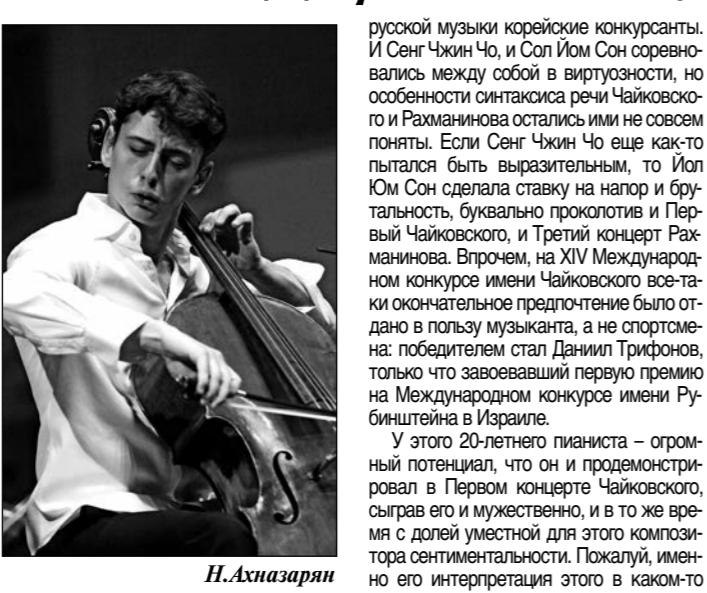 русской музыки корейские конкурсанты.
И Сенг Чжин Чо, и Сол Йом Сон соревно-
вались между собой в виртуозности, но
особенности синтаксиса речи Чайковско-
го и Рахманинова остались ими не совсем
поняты. Если Сенг Чжин Чо еще как-то
пытался быть выразительным, то Йол
Юм Сон сделала ставку на напор и бру-
тальность, буквально проколотив и Пер-
вый Чайковского, и Третий концерт Рах-
манинова. Впрочем, на XIV Международ-
ном конкурсе имени Чайковского все-та-
ки окончательное предпочтение было от-
дано в пользу музыканта, а не спортсме-
на: победителем стал Даниил Трифонов,
только что завоевавший первую премию
на Международном конкурсе имени Ру-
бинштейна в Израиле.
У этого 20-летнего пианиста – огром-
ный потенциал, что он и продемонстри-
ровал в Первом концерте Чайковского,
сыграв его и мужественно, и в то же вре-
мя с долей уместной для этого компози-
тора сентиментальности. Пожалуй, имен-
но его интерпретация этого в каком-то
Н.Ахназарян